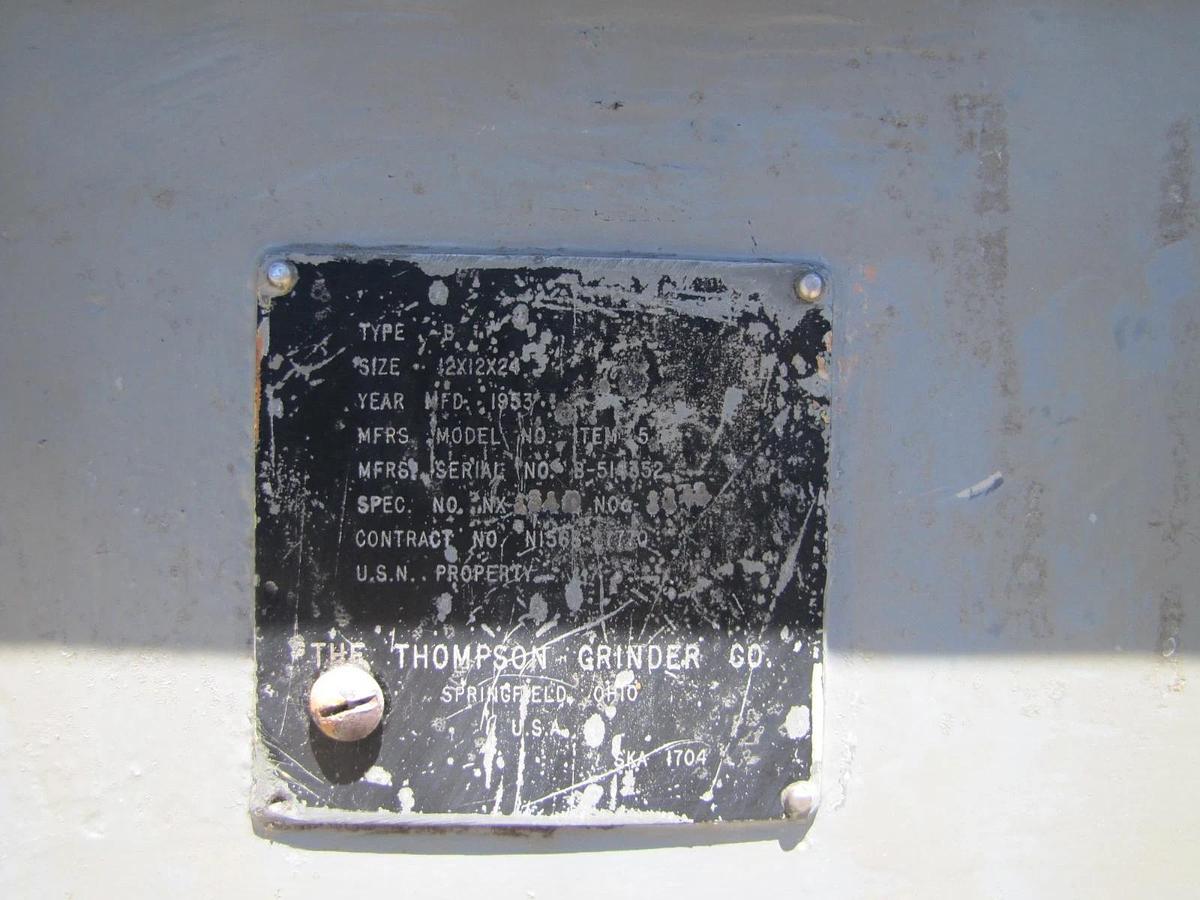 TYPE B
SIZE 12X12X24
YEAR MFD. 1953
MFRS. MODEL NO. ITEM 5
MFRS. SERIAL NO.
SPEC. NO.
CONTRACT NO.
U.S.N. PROPERTY
THE THOMPSON GRINDER CO.
SPRINGFIELD, OHIO
U.S.A.
SKA 1704